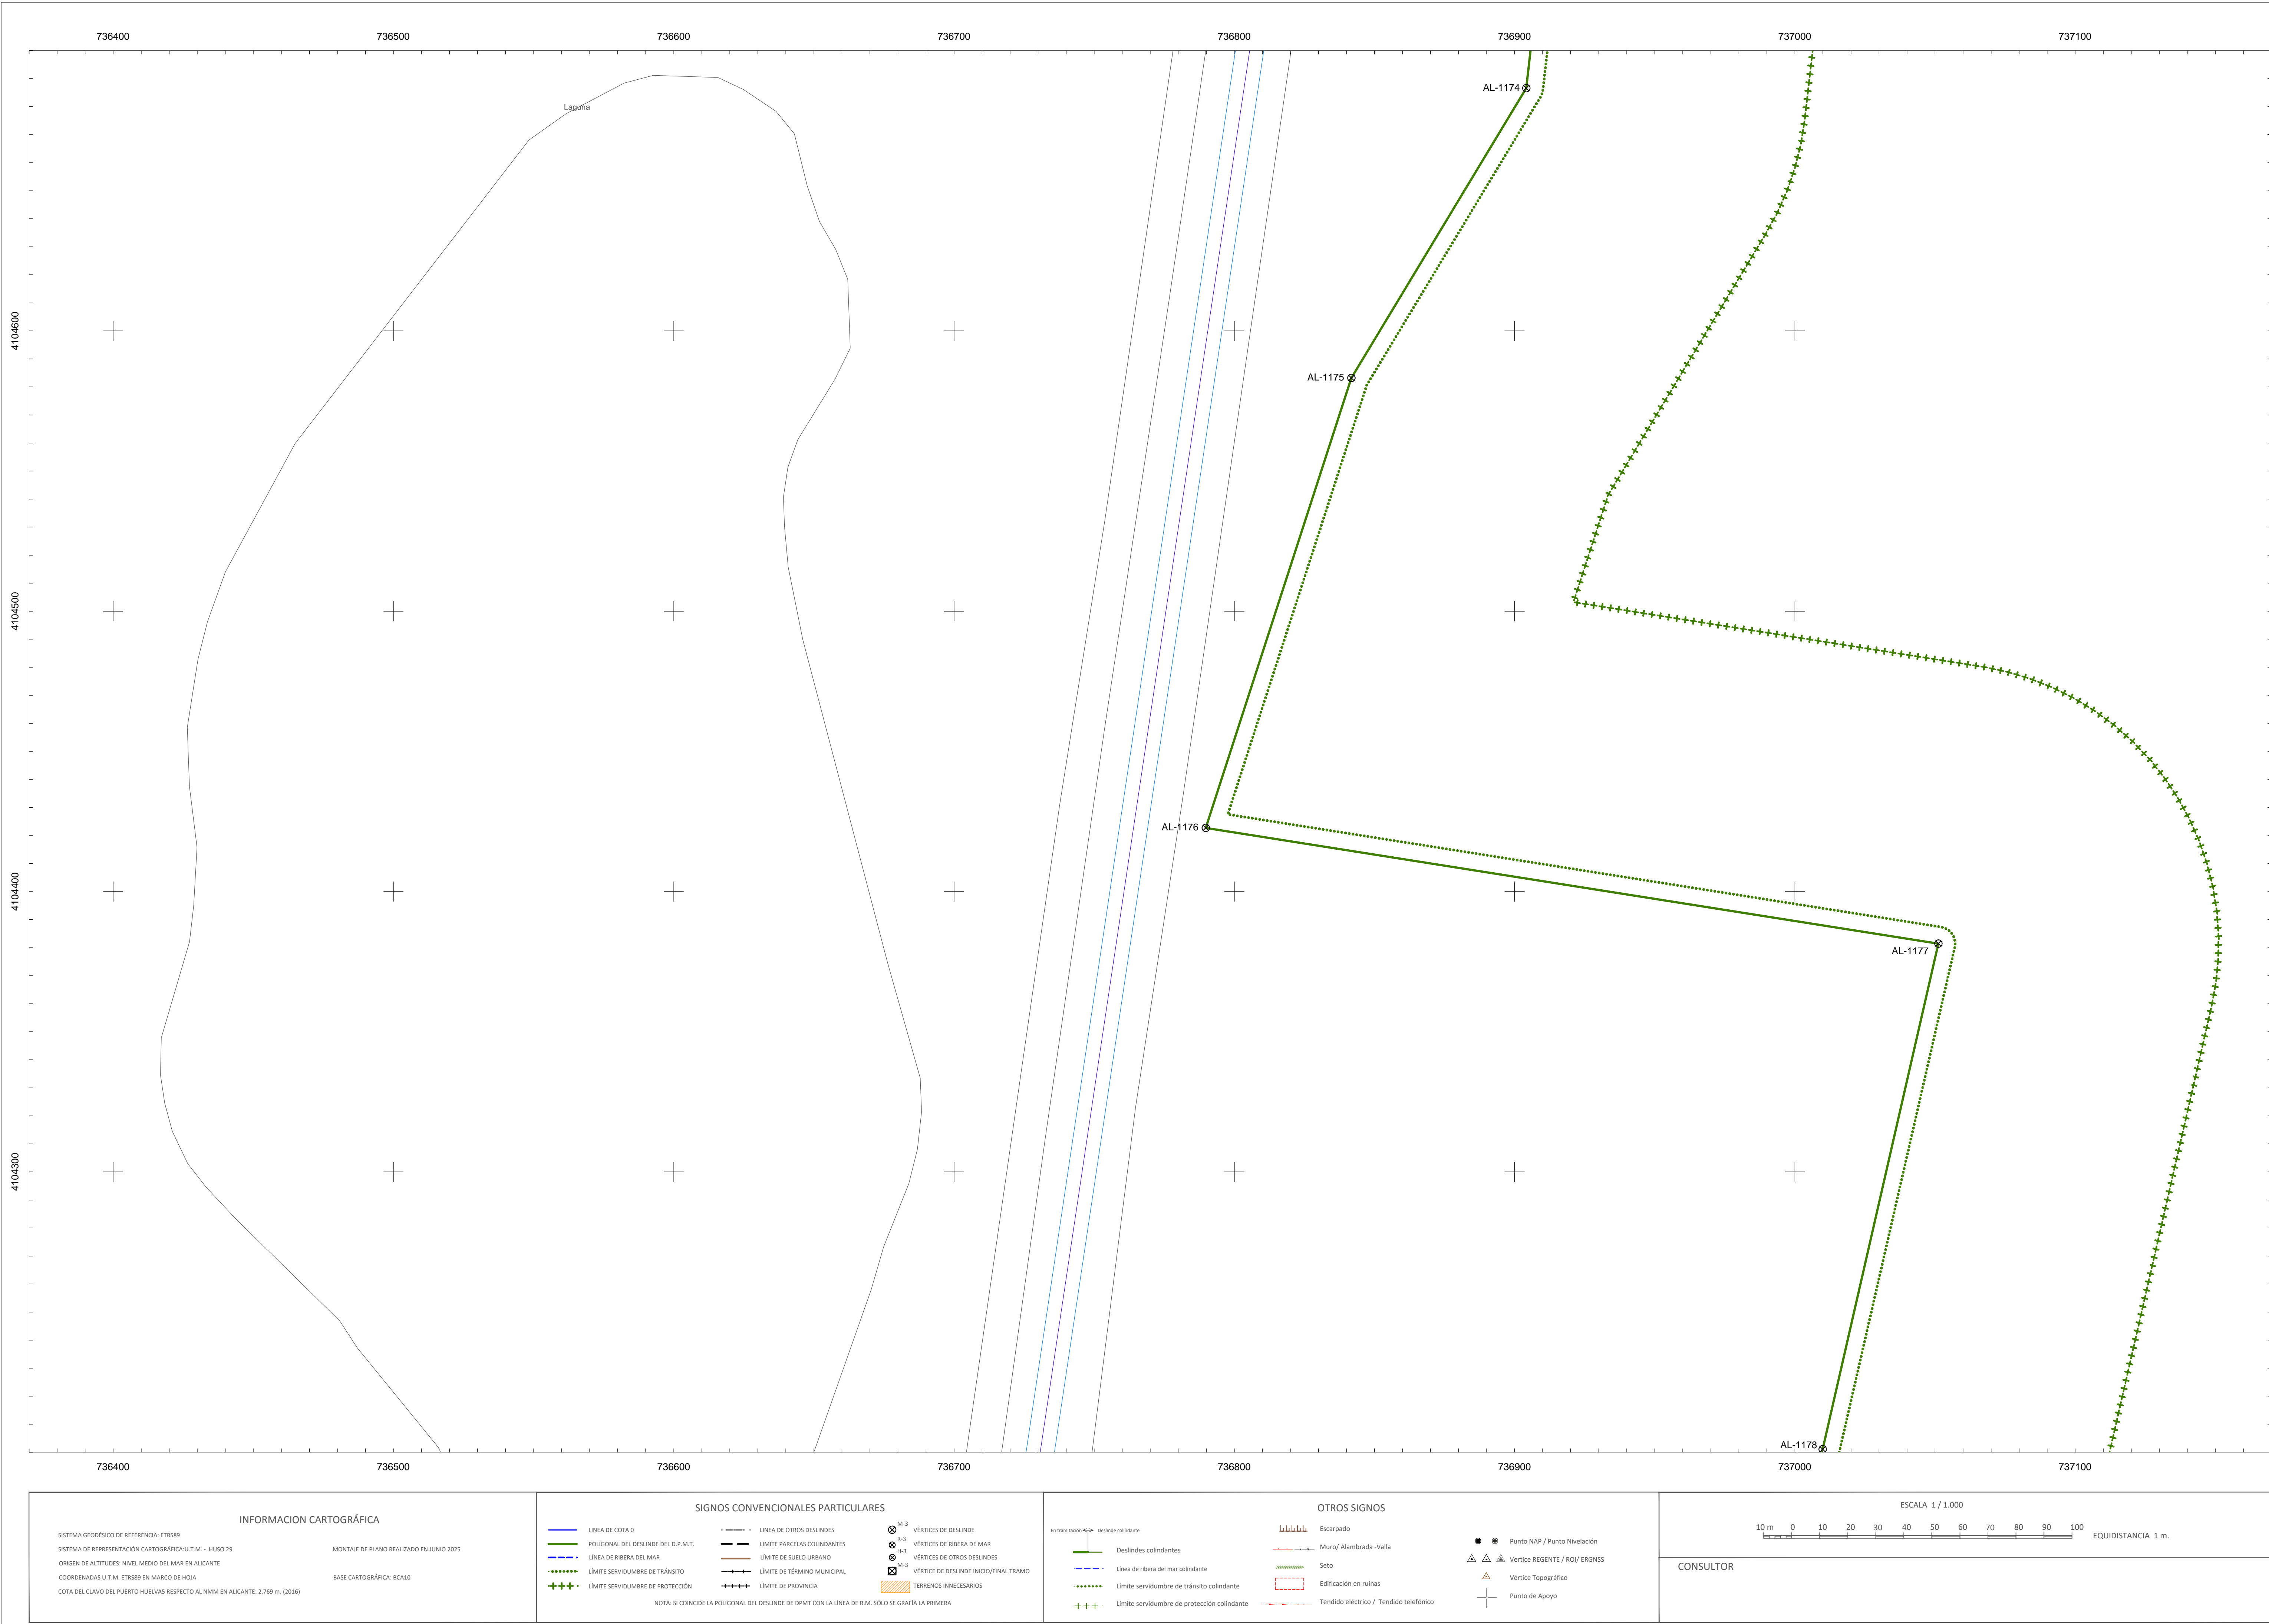 736400 736500 736600 736700 736800 736900 737000 737100
Laguna
AL-1174
4104600
AL-1175
4104500
AL-1176
4104400
AL-1177
4104300
AL-1178
736400 736500 736600 736700 736800 736900 737000 737100
INFORMACION CARTOGRÁFICA
SISTEMA GEODÉSICO DE REFERENCIA: ETRS89
SISTEMA DE REPRESENTACIÓN CARTOGRÁFICA:U.T.M. - HUSO 29
MONTAJE DE PLANO REALIZADO EN JUNIO 2025
ORIGEN DE ALTITUDES: NIVEL MEDIO DEL MAR EN ALICANTE
COORDENADAS U.T.M. ETRS89 EN MARCO DE HOJA
BASE CARTOGRÁFICA: BCA10
COTA DEL CLAVO DEL PUERTO HUELVAS RESPECTO AL NMM EN ALICANTE: 2.769 m. (2016)
SIGNOS CONVENCIONALES PARTICULARES
LINEA DE COTA 0
POLIGONAL DEL DESLINDE DEL D.P.M.T.
LÍNEA DE RIBERA DEL MAR
LÍMITE SERVIDUMBRE DE TRÁNSITO
LÍMITE SERVIDUMBRE DE PROTECCIÓN
LINEA DE OTROS DESLINDES
LIMITE PARCELAS COLINDANTES
LÍMITE DE SUELO URBANO
LÍMITE DE TÉRMINO MUNICIPAL
LÍMITE DE PROVINCIA
M-3
VÉRTICES DE DESLINDE
R-3
VÉRTICES DE RIBERA DE MAR
H-3
VÉRTICES DE OTROS DESLINDES
M-3
VÉRTICE DE DESLINDE INICIO/FINAL TRAMO
TERRENOS INNECESARIOS
NOTA: SI COINCIDE LA POLIGONAL DEL DESLINDE DE DPMT CON LA LÍNEA DE R.M. SÓLO SE GRAFÍA LA PRIMERA
OTROS SIGNOS
En tramitación Deslinde colindante
Deslindes colindantes
Línea de ribera del mar colindante
Límite servidumbre de tránsito colindante
Límite servidumbre de protección colindante
Escarpado
Muro/ Alambrada -Valla
Seto
Edificación en ruinas
Tendido eléctrico / Tendido telefónico
Punto NAP / Punto Nivelación
Vertice REGENTE / ROI/ ERGNSS
Vértice Topográfico
Punto de Apoyo
ESCALA 1 / 1.000
10 m 0 10 20 30 40 50 60 70 80 90 100
EQUIDISTANCIA 1 m.
CONSULTOR